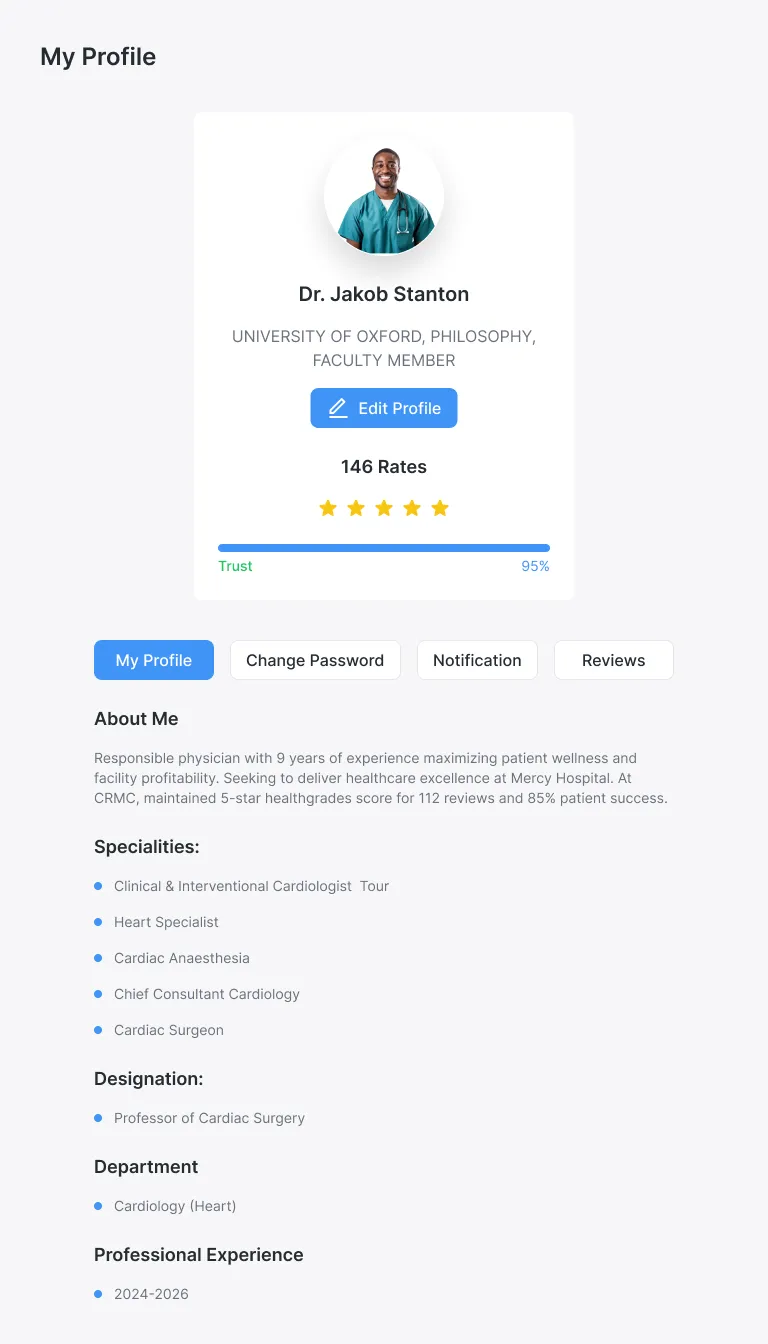 My Profile
Dr. Jakob Stanton
UNIVERSITY OF OXFORD, PHILOSOPHY,
FACULTY MEMBER
Edit Profile
146 Rates
Trust 95%
My Profile Change Password Notification Reviews
About Me
Responsible physician with 9 years of experience maximizing patient wellness and
facility profitability. Seeking to deliver healthcare excellence at Mercy Hospital. At
CRMC, maintained 5-star healthgrades score for 112 reviews and 85% patient success.
Specialities:
Clinical & Interventional Cardiologist  Tour
Heart Specialist
Cardiac Anaesthesia
Chief Consultant Cardiology
Cardiac Surgeon
Designation:
Professor of Cardiac Surgery
Department
Cardiology (Heart)
Professional Experience
2024-2026